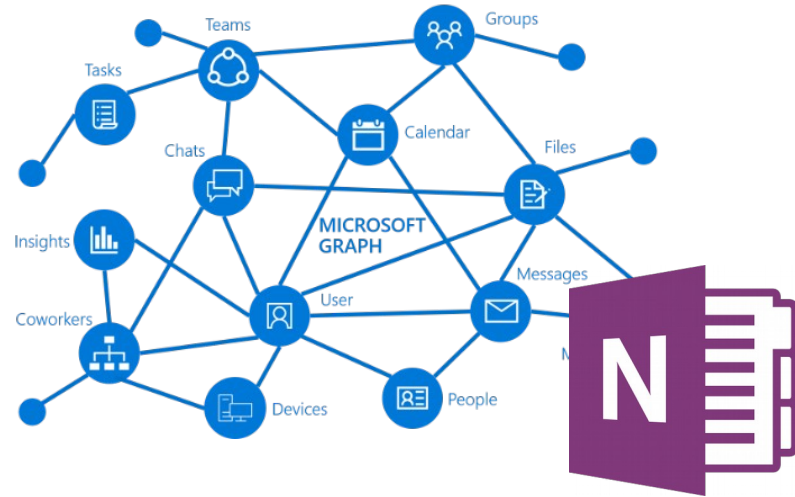 Teams
Groups
Tasks
Calendar
Chats
Files
MICROSOFT
GRAPH
Insights
Messages
User
Coworkers
M
N
People
Devices